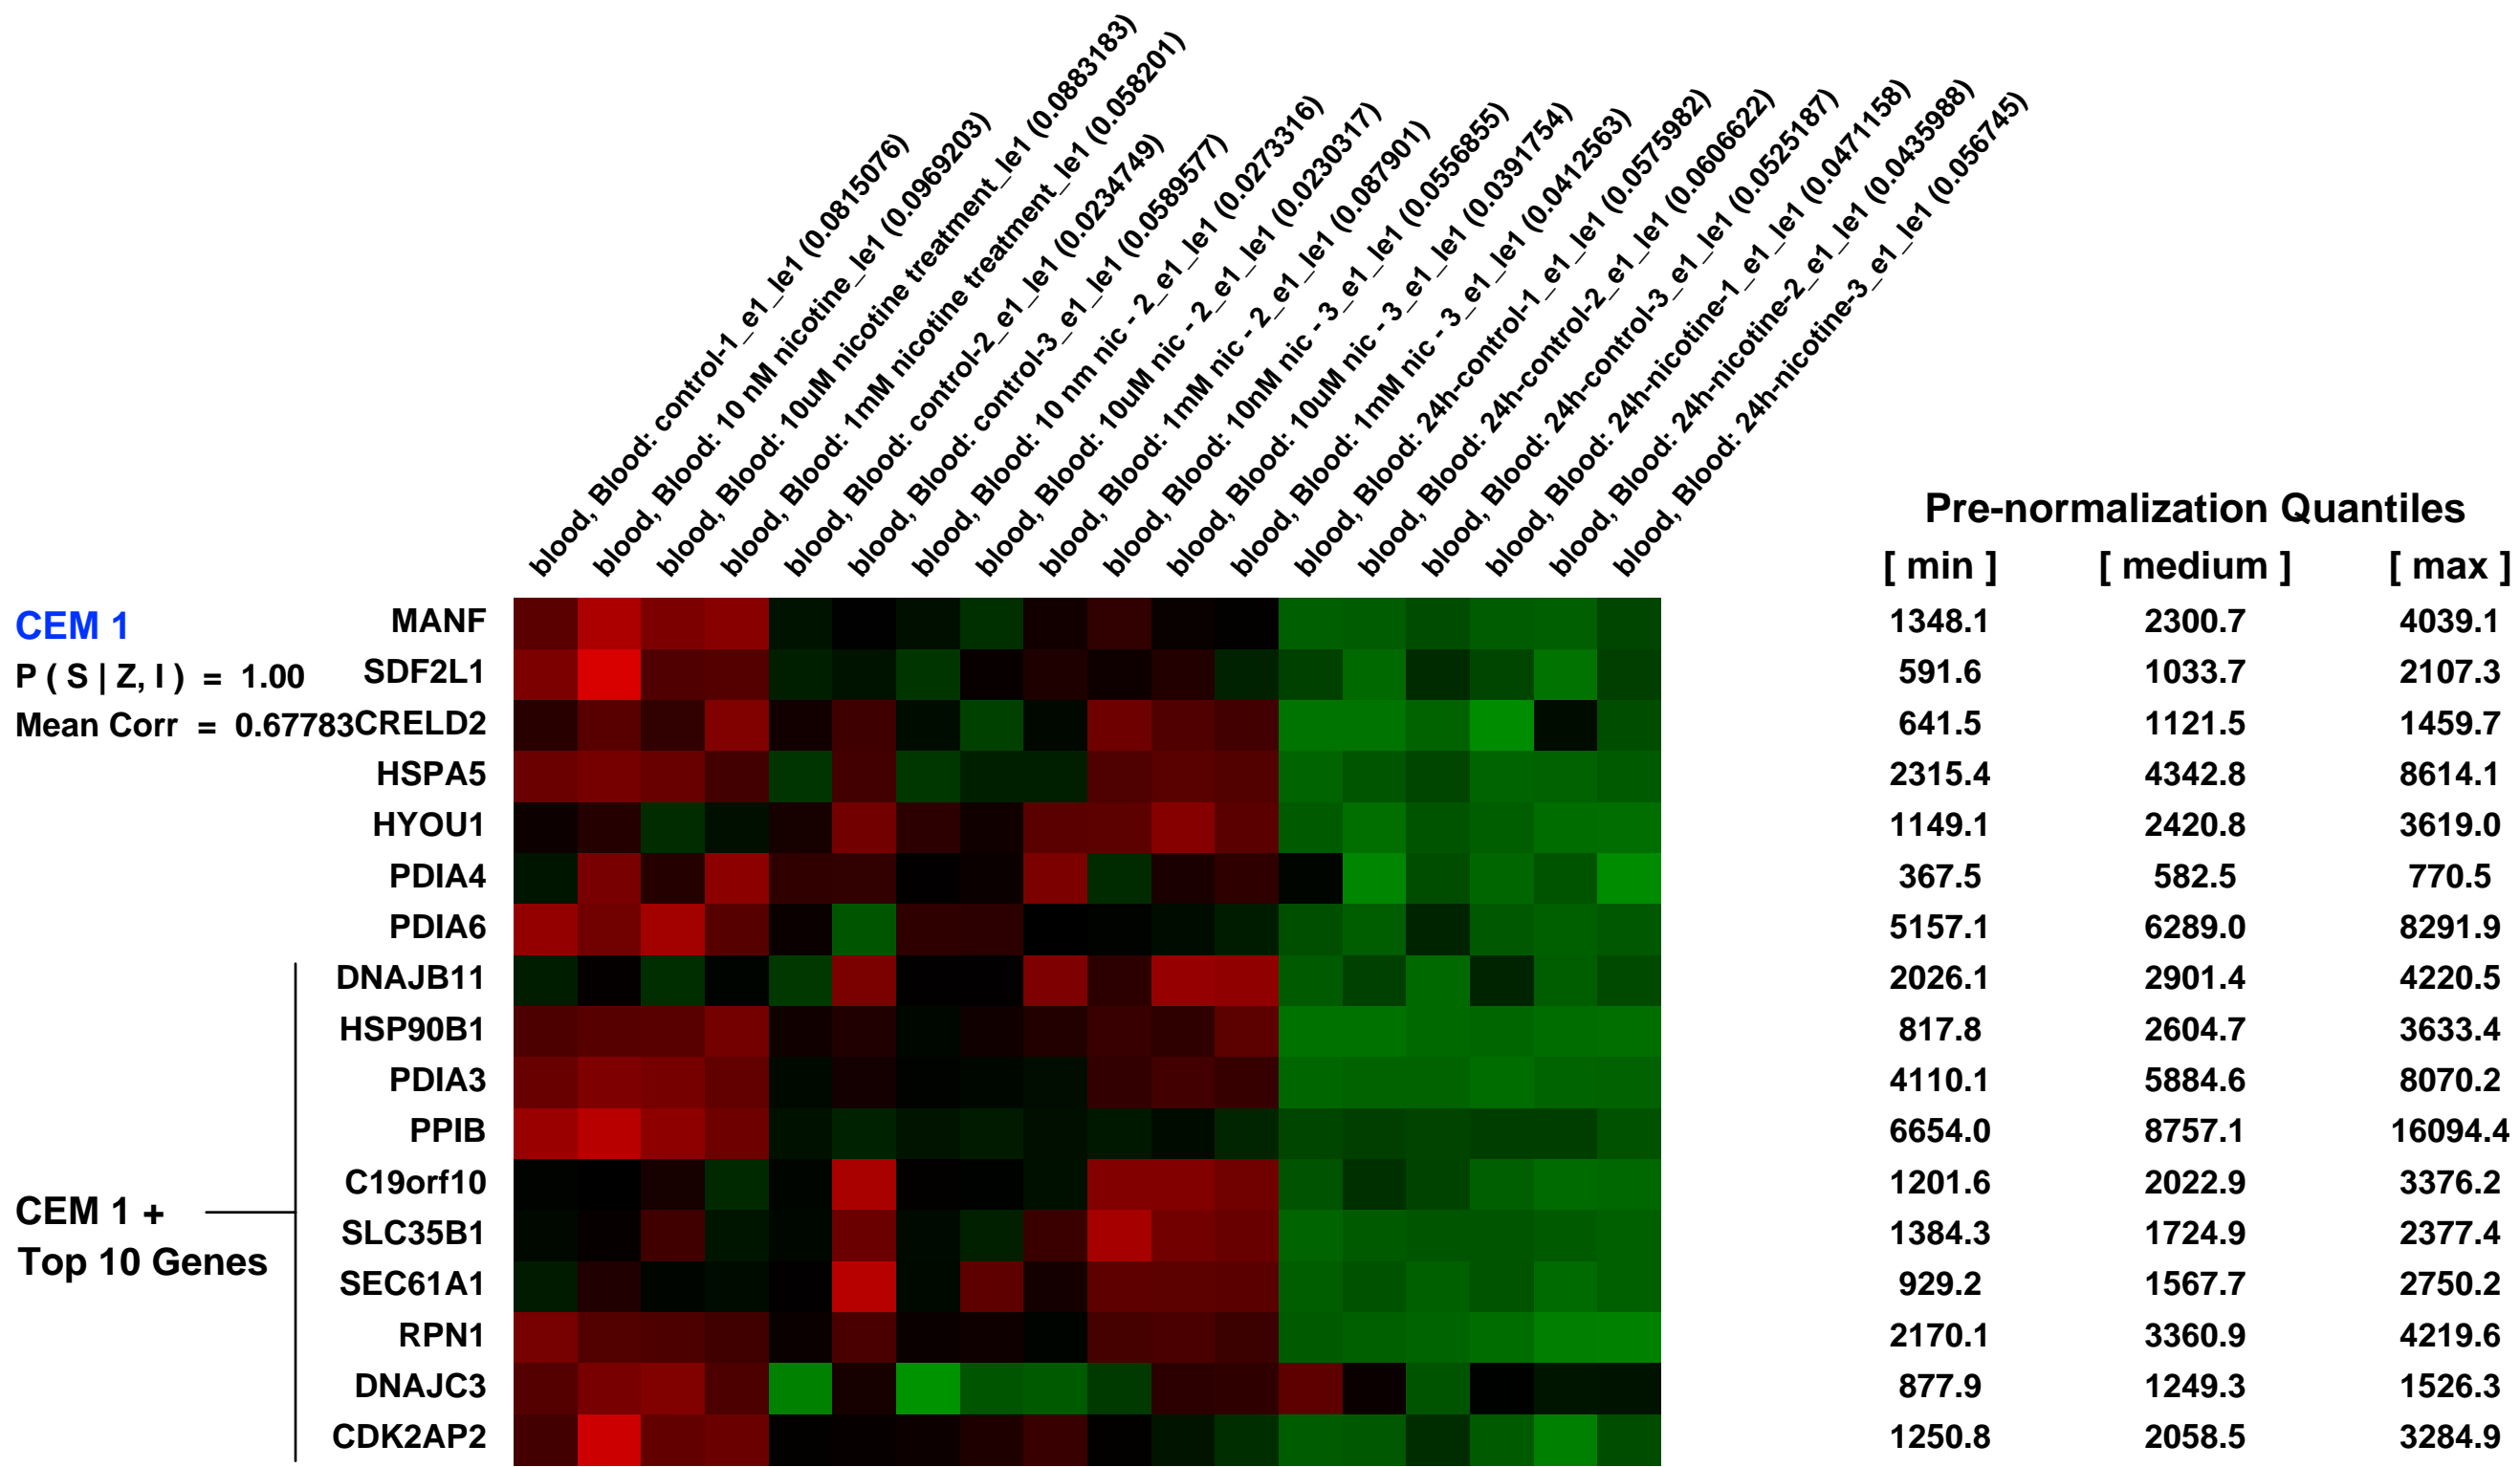 blood, Blood: control-1_e1_le1 (0.0815076)
blood, Blood: 10 nM nicotine_le1 (0.0969203)
blood, Blood: 10uM nicotine treatment_le1 (0.0883183)
blood, Blood: 1mM nicotine treatment_le1 (0.058201)
blood, Blood: control-2_e1_le1 (0.0234749)
blood, Blood: control-3_e1_le1 (0.0589577)
blood, Blood: 10 nm nic - 2_e1_le1 (0.0273316)
blood, Blood: 10uM nic - 2_e1_le1 (0.0230317)
blood, Blood: 1mM nic - 2_e1_le1 (0.087901)
blood, Blood: 10nM nic - 3_e1_le1 (0.0556855)
blood, Blood: 10uM nic - 3_e1_le1 (0.0391754)
blood, Blood: 1mM nic - 3_e1_le1 (0.0412563)
blood, Blood: 24h-control-1_e1_le1 (0.0575982)
blood, Blood: 24h-control-2_e1_le1 (0.0606622)
blood, Blood: 24h-control-3_e1_le1 (0.0525187)
blood, Blood: 24h-nicotine-1_e1_le1 (0.0471158)
blood, Blood: 24h-nicotine-2_e1_le1 (0.0435988)
blood, Blood: 24h-nicotine-3_e1_le1 (0.056745)
Pre-normalization Quantiles
[ min ] [ medium ] [ max ]
CEM 1 MANF 1348.1 2300.7 4039.1
P ( S | Z, I ) = 1.00 SDF2L1 591.6 1033.7 2107.3
Mean Corr = 0.67783 CRELD2 641.5 1121.5 1459.7
HSPA5 2315.4 4342.8 8614.1
HYOU1 1149.1 2420.8 3619.0
PDIA4 367.5 582.5 770.5
PDIA6 5157.1 6289.0 8291.9
DNAJB11 2026.1 2901.4 4220.5
HSP90B1 817.8 2604.7 3633.4
PDIA3 4110.1 5884.6 8070.2
PPIB 6654.0 8757.1 16094.4
C19orf10 1201.6 2022.9 3376.2
CEM 1 +
SLC35B1 1384.3 1724.9 2377.4
Top 10 Genes
SEC61A1 929.2 1567.7 2750.2
RPN1 2170.1 3360.9 4219.6
DNAJC3 877.9 1249.3 1526.3
CDK2AP2 1250.8 2058.5 3284.9